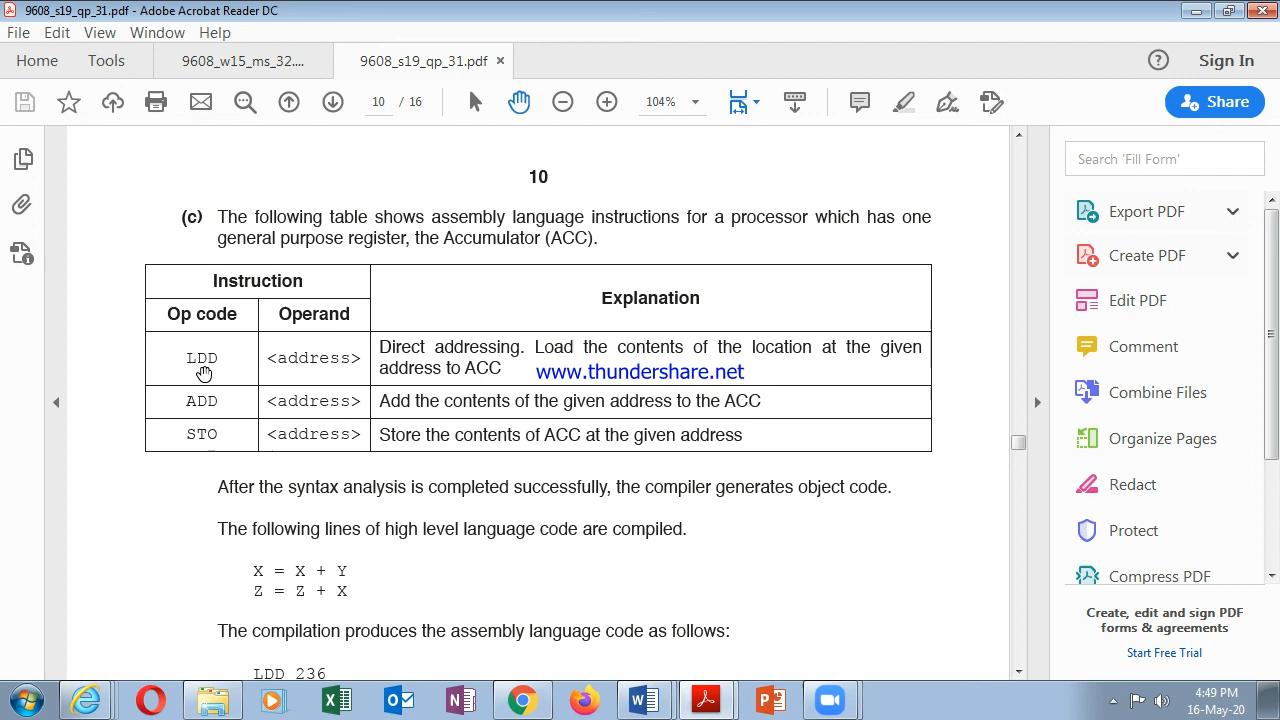 9608_s19_qp_31.pdf - Adobe Acrobat Reader DC
File Edit View Window Help
Home Tools 9608_w15_ms_32.... 9608_s19_qp_31.pdf × Sign In
10 / 16 104% Share
10
(c) The following table shows assembly language instructions for a processor which has one
general purpose register, the Accumulator (ACC).
Instruction Explanation
Op code Operand
LDD <address> Direct addressing. Load the contents of the location at the given
address to ACC www.thundershare.net
ADD <address> Add the contents of the given address to the ACC
STO <address> Store the contents of ACC at the given address
After the syntax analysis is completed successfully, the compiler generates object code.
The following lines of high level language code are compiled.
X = X + Y
Z = Z + X
The compilation produces the assembly language code as follows:
LDD 236
Search 'Fill Form'
Export PDF
Create PDF
Edit PDF
Comment
Combine Files
Organize Pages
Redact
Protect
Compress PDF
Create, edit and sign PDF
forms & agreements
Start Free Trial
4:49 PM
16-May-20